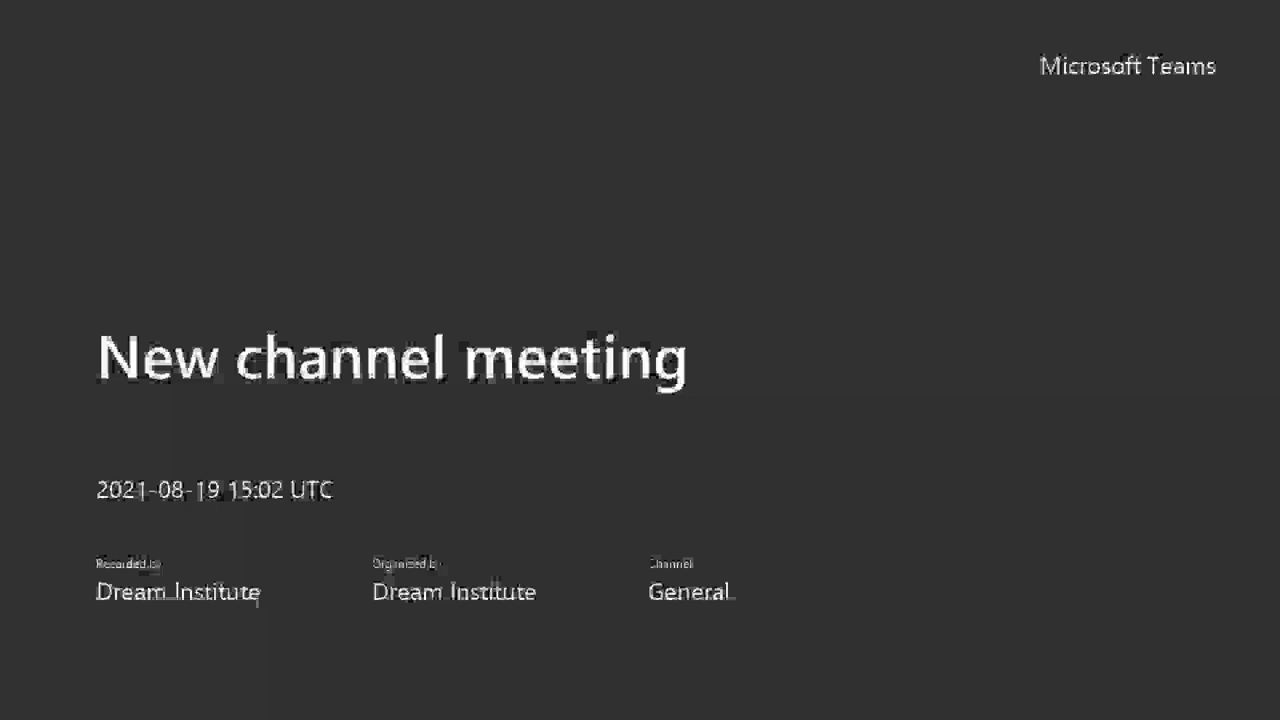 Microsoft Teams
New channel meeting
2021-08-19 15:02 UTC
Recorded by Organized by Channel
Dream Institute Dream Institute General